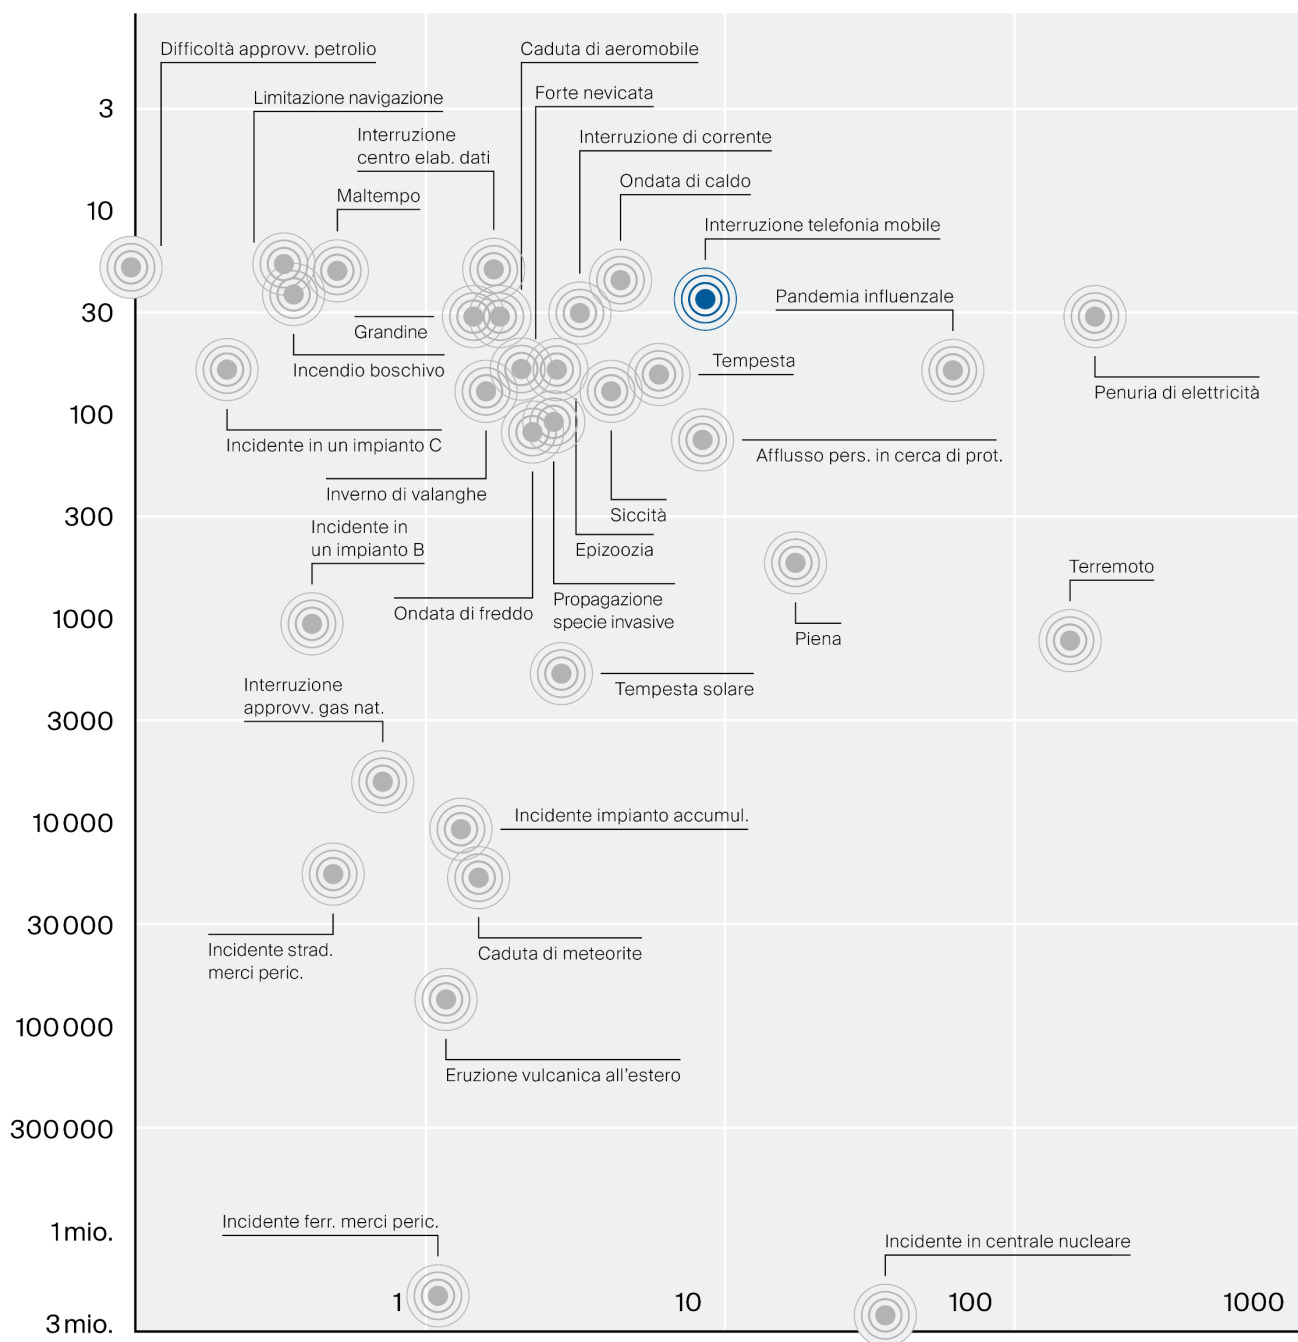 Difficoltà approvv. petrolio
Caduta di aeromobile
Limitazione navigazione
Forte nevicata
3
Interruzione
centro elab. dati
Interruzione di corrente
Ondata di caldo
Maltempo
10
Interruzione telefonia mobile
Pandemia influenzale
30
Grandine
Incendio boschivo
Tempesta
Penuria di elettricità
100
Incidente in un impianto C
Afflusso pers. in cerca di prot.
Inverno di valanghe
300
Siccità
Incidente in
un impianto B
Epizoozia
Terremoto
Ondata di freddo
Propagazione
specie invasive
1000
Piena
Interruzione
approvv. gas nat.
Tempesta solare
3000
10 000
Incidente impianto accumul.
30 000
Incidente strad.
merci peric.
Caduta di meteorite
100 000
Eruzione vulcanica all'estero
300 000
Incidente ferr. merci peric.
1 mio.
Incidente in centrale nucleare
1
10
100
1000
3 mio.